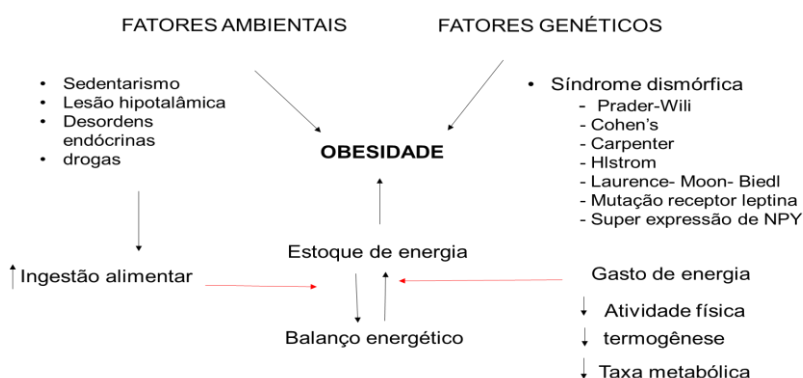 FATORES AMBIENTAIS
FATORES GENÉTICOS
• Sedentarismo
• Lesão hipotalâmica
• Desordens
endócrinas
• drogas
• Síndrome dismórfica
- Prader-Wili
- Cohen's
- Carpenter
- Hlstrom
- Laurence- Moon- Biedl
- Mutação receptor leptina
- Super expressão de NPY
OBESIDADE
Estoque de energia
Ingestão alimentar
Gasto de energia
Balanço energético
Atividade física
termogênese
Taxa metabólica